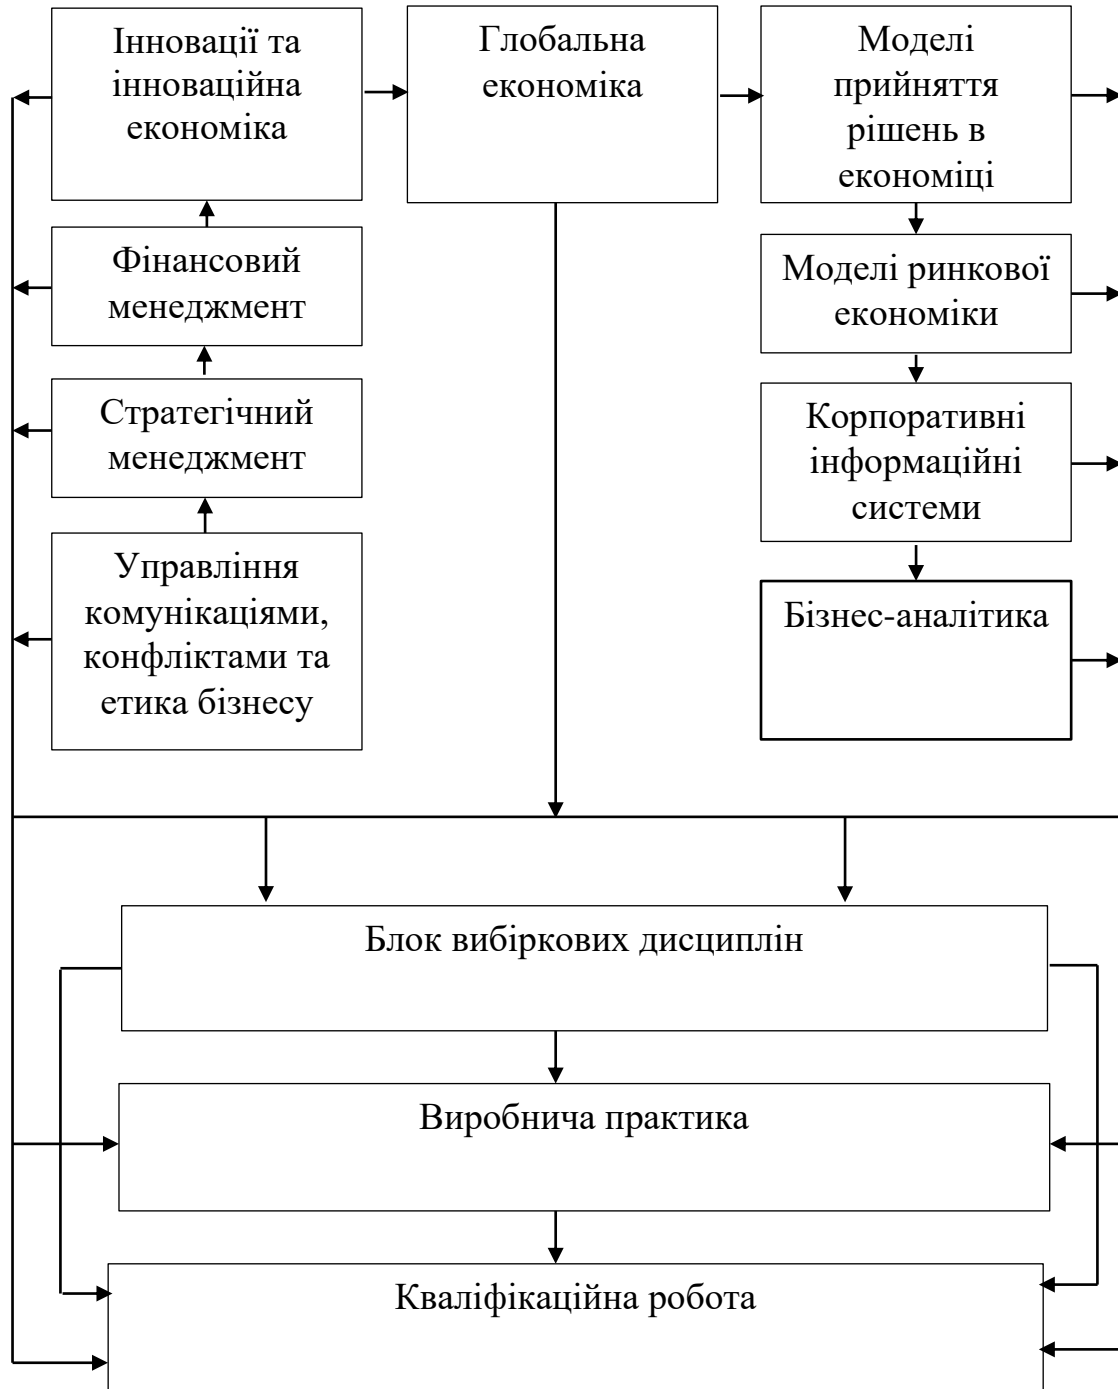 Інновації та
інноваційна
економіка
Глобальна
економіка
Моделі
прийняття
рішень в
економіці
Фінансовий
менеджмент
Моделі ринкової
економіки
Стратегічний
менеджмент
Корпоративні
інформаційні
системи
Управління
комунікаціями,
конфліктами та
етика бізнесу
Бізнес-аналітика
Блок вибіркових дисциплін
Виробнича практика
Кваліфікаційна робота